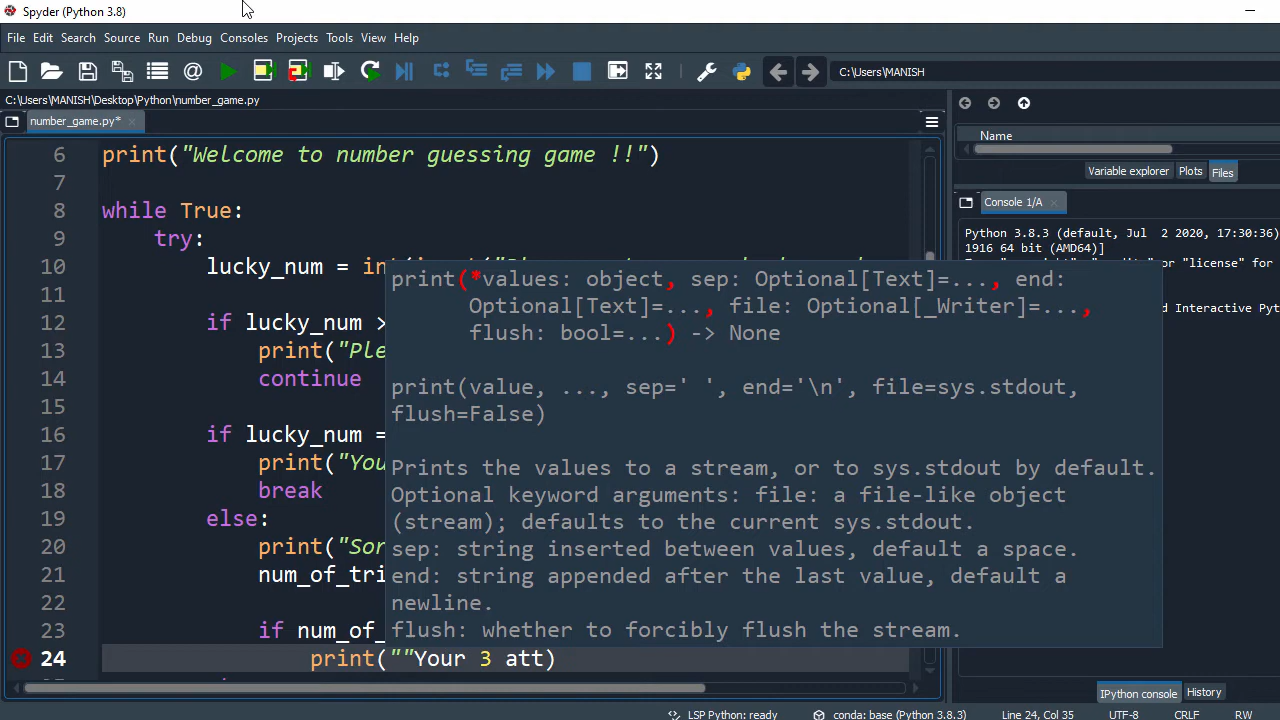 Spyder (Python 3.8)
File Edit Search Source Run Debug Consoles Projects Tools View Help
C:\Users\MANISH
C:\Users\MANISH\Desktop\Python\number_game.py
number_game.py*
Name
Variable explorer Plots Files
Console 1/A
Python 3.8.3 (default, Jul 2 2020, 17:30:36)
1916 64 bit (AMD64)]
or "license" for
d Interactive Pyt
6 print("Welcome to number guessing game !!")
7
8 while True:
9 try:
10 lucky_num = int(
11
12 if lucky_num >
13 print("Ple
14 continue
15
16 if lucky_num =
17 print("You
18 break
19 else:
20 print("Sor
21 num_of_tri
22
23 if num_of_
24 print(""Your 3 att)
print(*values: object, sep: Optional[Text]=..., end:
Optional[Text]=..., file: Optional[_Writer]=...,
flush: bool=...) -> None
print(value, ..., sep=' ', end='\n', file=sys.stdout,
flush=False)
Prints the values to a stream, or to sys.stdout by default.
Optional keyword arguments: file: a file-like object
(stream); defaults to the current sys.stdout.
sep: string inserted between values, default a space.
end: string appended after the last value, default a
newline.
flush: whether to forcibly flush the stream.
IPython console History
LSP Python: ready conda: base (Python 3.8.3) Line 24, Col 35 UTF-8 CRLF RW